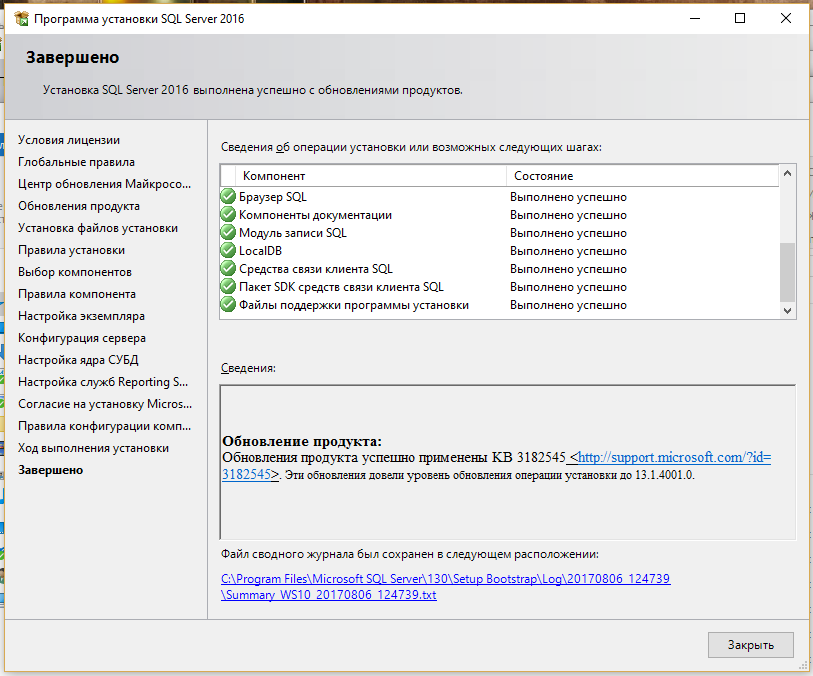 Программа установки SQL Server 2016
Завершено
Установка SQL Server 2016 выполнена успешно с обновлениями продуктов.
Условия лицензии
Глобальные правила
Центр обновления Майкросо...
Обновления продукта
Установка файлов установки
Правила установки
Выбор компонентов
Правила компонента
Настройка экземпляра
Конфигурация сервера
Настройка ядра СУБД
Настройка служб Reporting S...
Согласие на установку Micros...
Правила конфигурации комп...
Ход выполнения установки
Завершено
Сведения об операции установки или возможных следующих шагах:
Компонент Состояние
Браузер SQL Выполнено успешно
Компоненты документации Выполнено успешно
Модуль записи SQL Выполнено успешно
LocalDB Выполнено успешно
Средства связи клиента SQL Выполнено успешно
Пакет SDK средств связи клиента SQL Выполнено успешно
Файлы поддержки программы установки Выполнено успешно
Сведения:
Обновление продукта:
Обновления продукта успешно применены KB 3182545 <http://support.microsoft.com/?id=
3182545>. Эти обновления довели уровень обновления операции установки до 13.1.4001.0.
Файл сводного журнала был сохранен в следующем расположении:
C:\Program Files\Microsoft SQL Server\130\Setup Bootstrap\Log\20170806_124739
\Summary_WS10_20170806_124739.txt
Закрыть